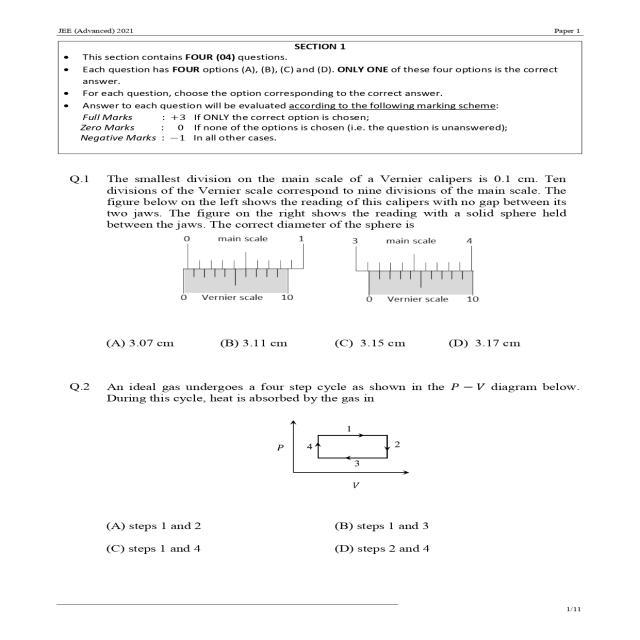 JEE (Advanced) 2021 Paper 1
SECTION 1
• This section contains FOUR (04) questions.
• Each question has FOUR options (A), (B), (C) and (D). ONLY ONE of these four options is the correct
answer.
• For each question, choose the option corresponding to the correct answer.
• Answer to each question will be evaluated according to the following marking scheme:
Full Marks : +3 If ONLY the correct option is chosen;
Zero Marks : 0 If none of the options is chosen (i.e. the question is unanswered);
Negative Marks : −1 In all other cases.
Q.1 The smallest division on the main scale of a Vernier calipers is 0.1 cm. Ten
divisions of the Vernier scale correspond to nine divisions of the main scale. The
figure below on the left shows the reading of this calipers with no gap between its
two jaws. The figure on the right shows the reading with a solid sphere held
between the jaws. The correct diameter of the sphere is
0 main scale 1 3 main scale 4
0 Vernier scale 10 0 Vernier scale 10
(A) 3.07 cm (B) 3.11 cm (C) 3.15 cm (D) 3.17 cm
Q.2 An ideal gas undergoes a four step cycle as shown in the P − V diagram below.
During this cycle, heat is absorbed by the gas in
1
P 4 2
3
V
(A) steps 1 and 2 (B) steps 1 and 3
(C) steps 1 and 4 (D) steps 2 and 4
1/11